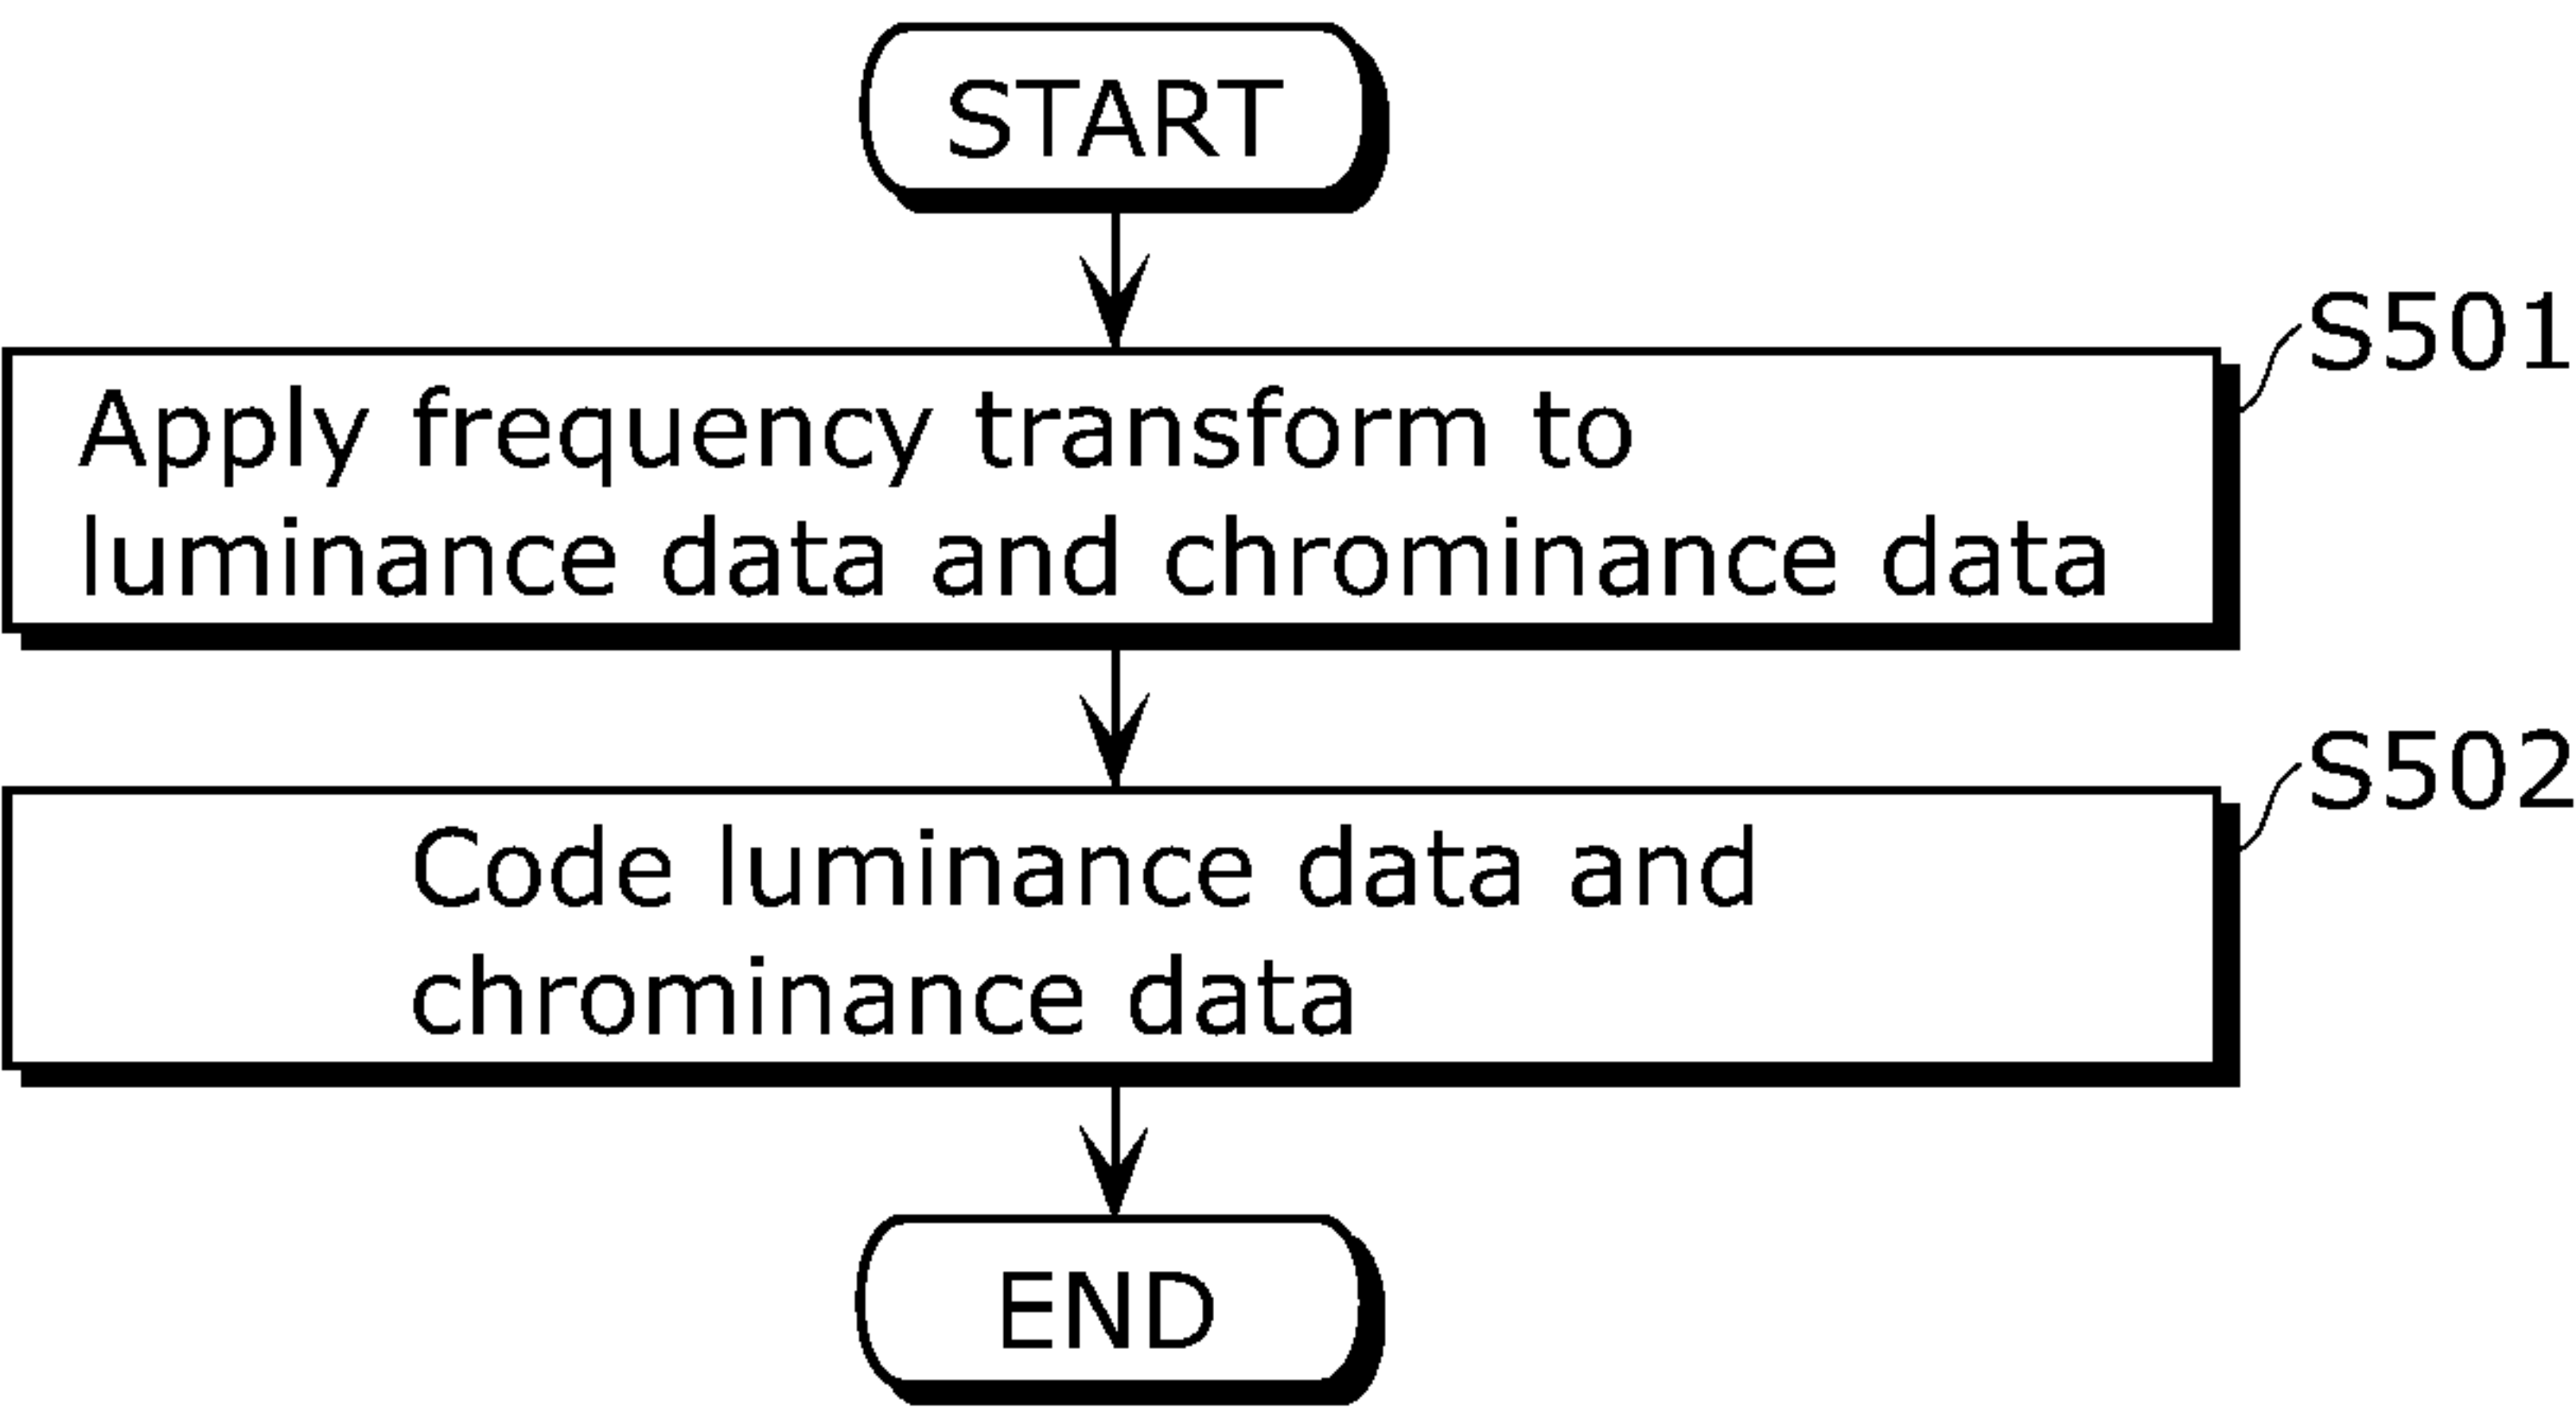 START
S501
Apply frequency transform to
luminance data and chrominance data
S502
Code luminance data and
chrominance data
END